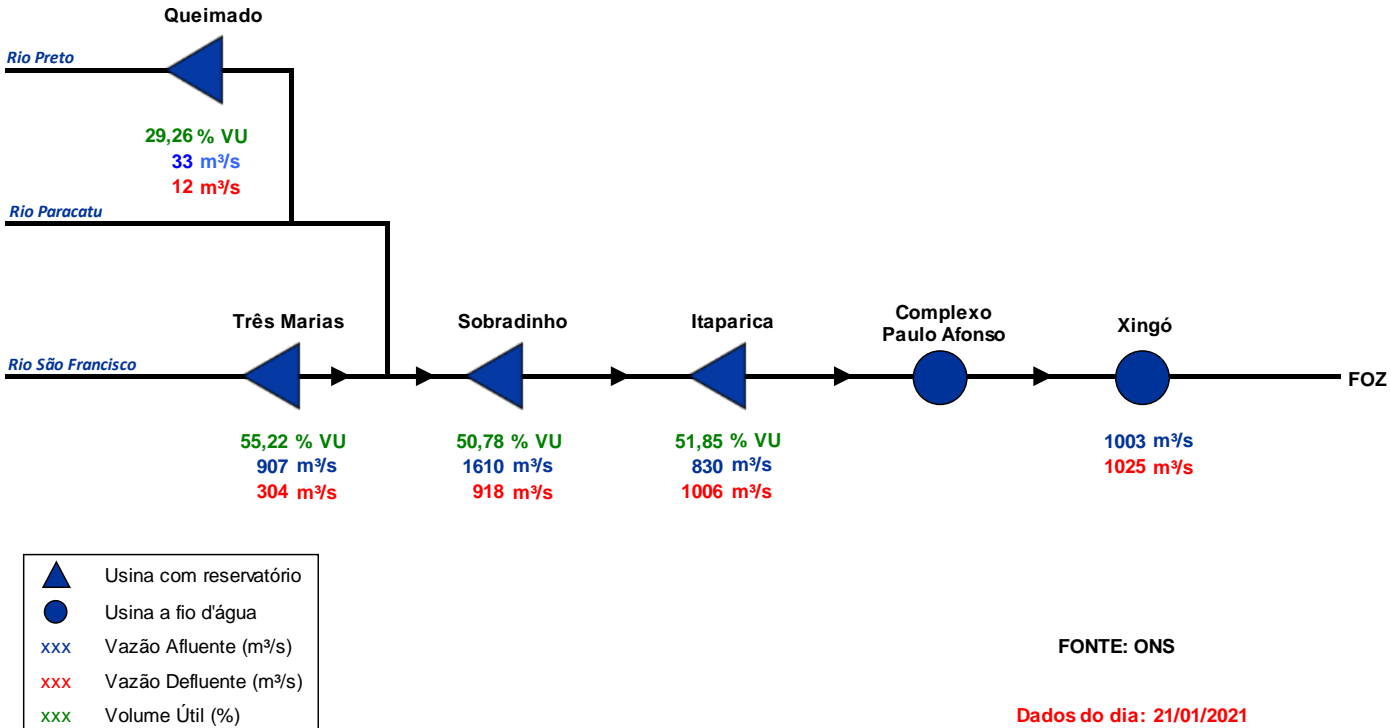 Queimado
Rio Preto
29,26 % VU
33 m³/s
12 m³/s
Rio Paracatu
Três Marias
Sobradinho
Itaparica
Complexo
Paulo Afonso
Xingó
Rio São Francisco
FOZ
55,22 % VU
907 m³/s
304 m³/s
50,78 % VU
1610 m³/s
918 m³/s
51,85 % VU
830 m³/s
1006 m³/s
1003 m³/s
1025 m³/s
Usina com reservatório
Usina a fio d'água
xxx Vazão Afluente (m³/s)
xxx Vazão Defluente (m³/s)
xxx Volume Útil (%)
FONTE: ONS
Dados do dia: 21/01/2021